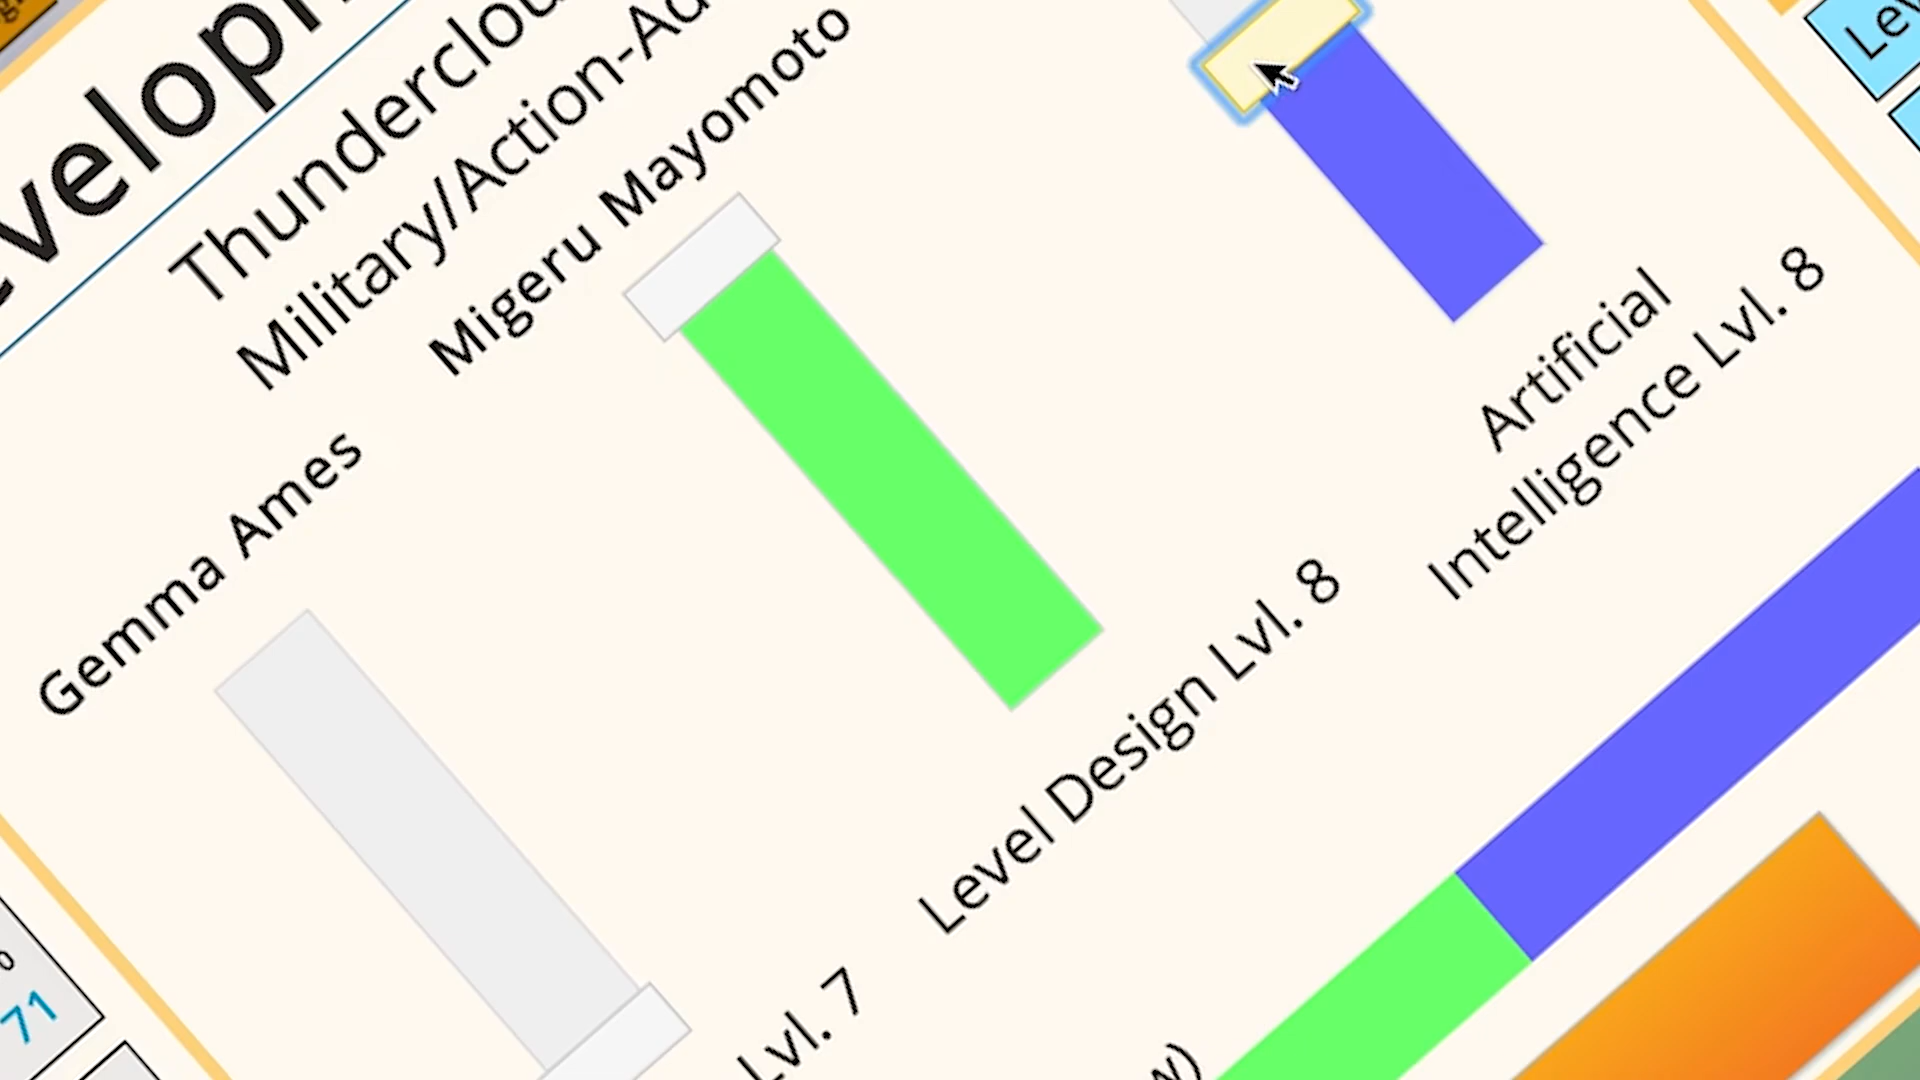 Thunderclou
Military/Action-Ad
Migeru Mayomoto
Gemma Ames
Artificial
Intelligence Lvl. 8
Level Design Lvl. 8
Lvl. 7
71